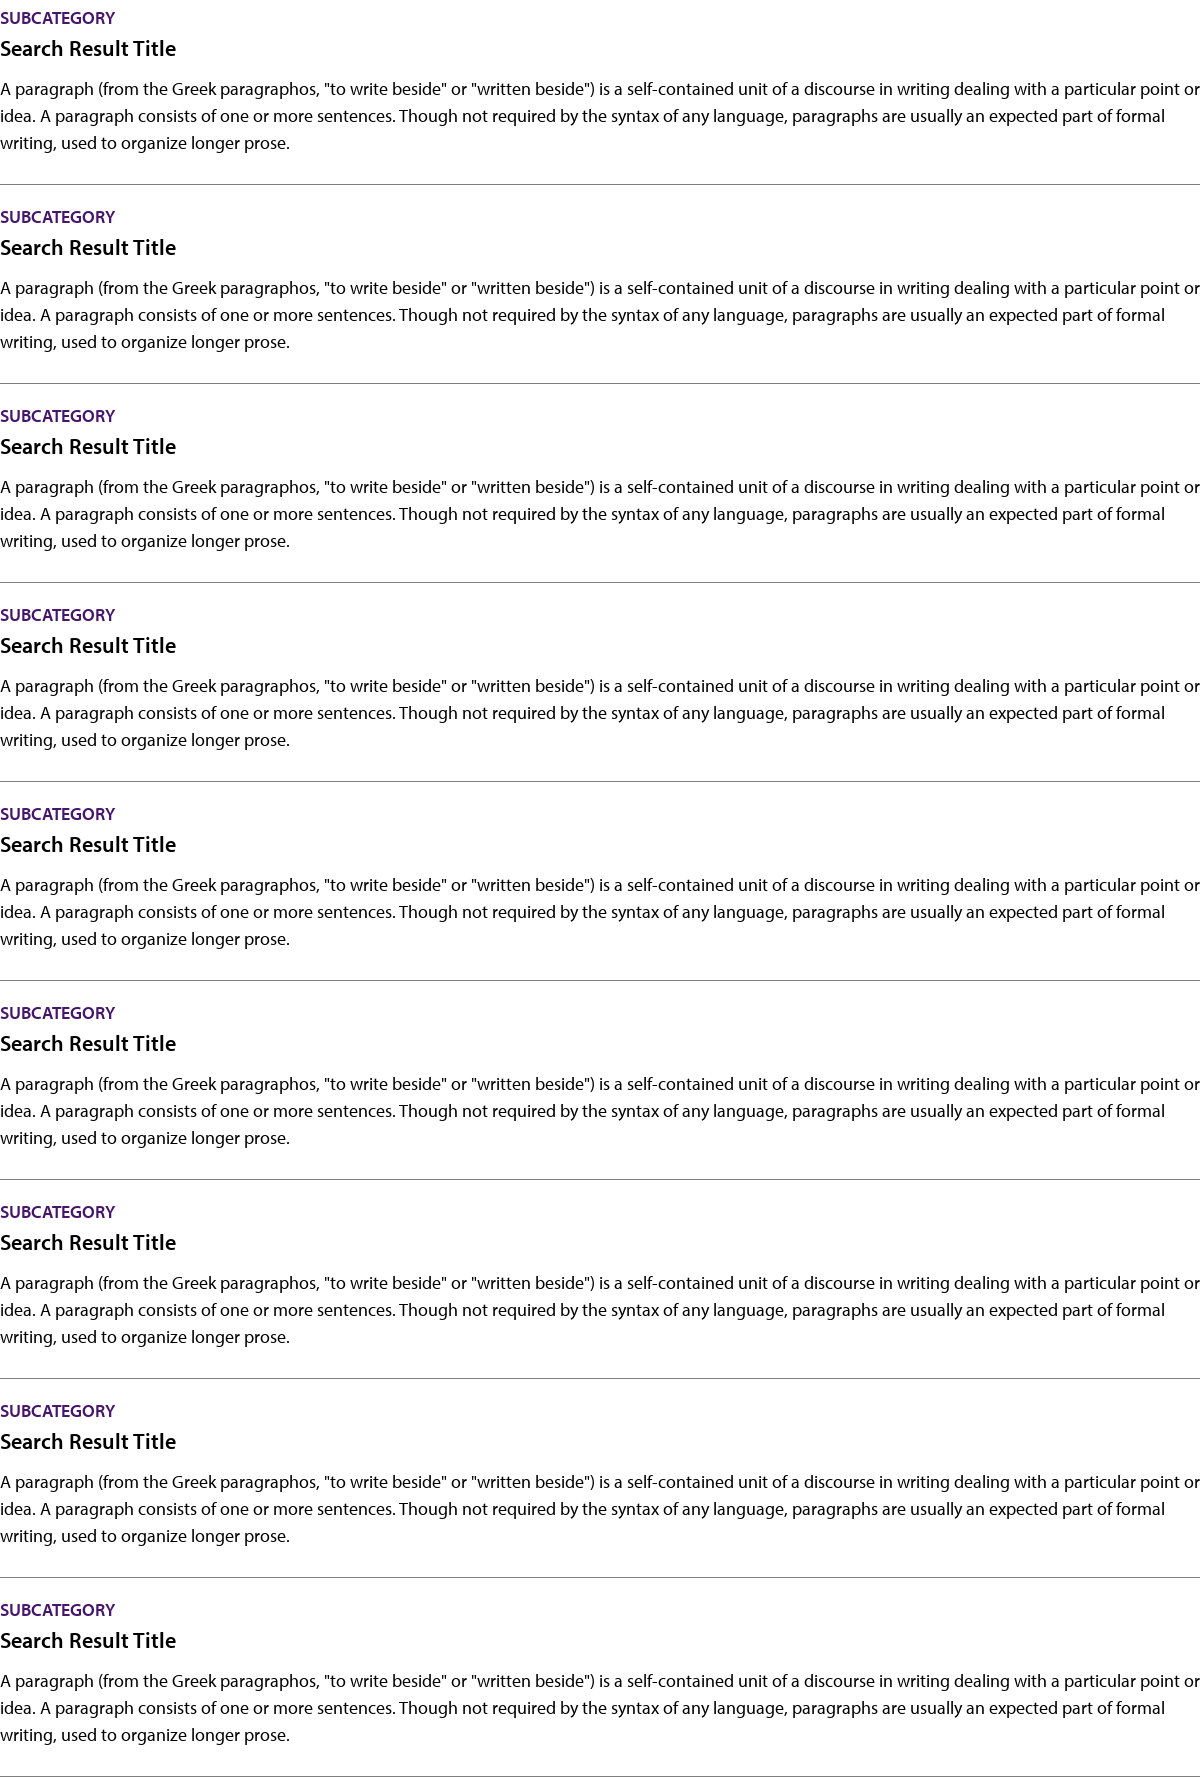 SUBCATEGORY
Search Result Title
A paragraph (from the Greek paragraphos, "to write beside" or "written beside") is a self-contained unit of a discourse in writing dealing with a particular point or
idea. A paragraph consists of one or more sentences. Though not required by the syntax of any language, paragraphs are usually an expected part of formal
writing, used to organize longer prose.
SUBCATEGORY
Search Result Title
A paragraph (from the Greek paragraphos, "to write beside" or "written beside") is a self-contained unit of a discourse in writing dealing with a particular point or
idea. A paragraph consists of one or more sentences. Though not required by the syntax of any language, paragraphs are usually an expected part of formal
writing, used to organize longer prose.
SUBCATEGORY
Search Result Title
A paragraph (from the Greek paragraphos, "to write beside" or "written beside") is a self-contained unit of a discourse in writing dealing with a particular point or
idea. A paragraph consists of one or more sentences. Though not required by the syntax of any language, paragraphs are usually an expected part of formal
writing, used to organize longer prose.
SUBCATEGORY
Search Result Title
A paragraph (from the Greek paragraphos, "to write beside" or "written beside") is a self-contained unit of a discourse in writing dealing with a particular point or
idea. A paragraph consists of one or more sentences. Though not required by the syntax of any language, paragraphs are usually an expected part of formal
writing, used to organize longer prose.
SUBCATEGORY
Search Result Title
A paragraph (from the Greek paragraphos, "to write beside" or "written beside") is a self-contained unit of a discourse in writing dealing with a particular point or
idea. A paragraph consists of one or more sentences. Though not required by the syntax of any language, paragraphs are usually an expected part of formal
writing, used to organize longer prose.
SUBCATEGORY
Search Result Title
A paragraph (from the Greek paragraphos, "to write beside" or "written beside") is a self-contained unit of a discourse in writing dealing with a particular point or
idea. A paragraph consists of one or more sentences. Though not required by the syntax of any language, paragraphs are usually an expected part of formal
writing, used to organize longer prose.
SUBCATEGORY
Search Result Title
A paragraph (from the Greek paragraphos, "to write beside" or "written beside") is a self-contained unit of a discourse in writing dealing with a particular point or
idea. A paragraph consists of one or more sentences. Though not required by the syntax of any language, paragraphs are usually an expected part of formal
writing, used to organize longer prose.
SUBCATEGORY
Search Result Title
A paragraph (from the Greek paragraphos, "to write beside" or "written beside") is a self-contained unit of a discourse in writing dealing with a particular point or
idea. A paragraph consists of one or more sentences. Though not required by the syntax of any language, paragraphs are usually an expected part of formal
writing, used to organize longer prose.
SUBCATEGORY
Search Result Title
A paragraph (from the Greek paragraphos, "to write beside" or "written beside") is a self-contained unit of a discourse in writing dealing with a particular point or
idea. A paragraph consists of one or more sentences. Though not required by the syntax of any language, paragraphs are usually an expected part of formal
writing, used to organize longer prose.